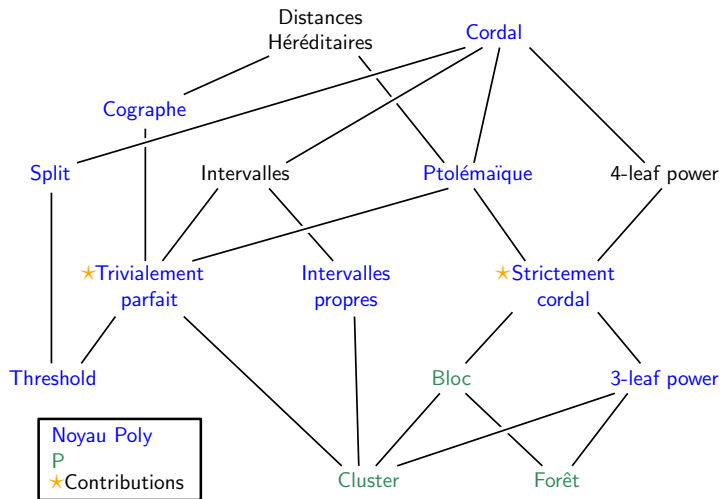 Distances
Héréditaires
Cordal
Cographe
Split
Intervalles
Ptolémaïque
4-leaf power
★Trivialement
parfait
Intervalles
propres
★Strictement
cordal
Threshold
Bloc
3-leaf power
Noyau Poly
P
★Contributions
Cluster
Forêt